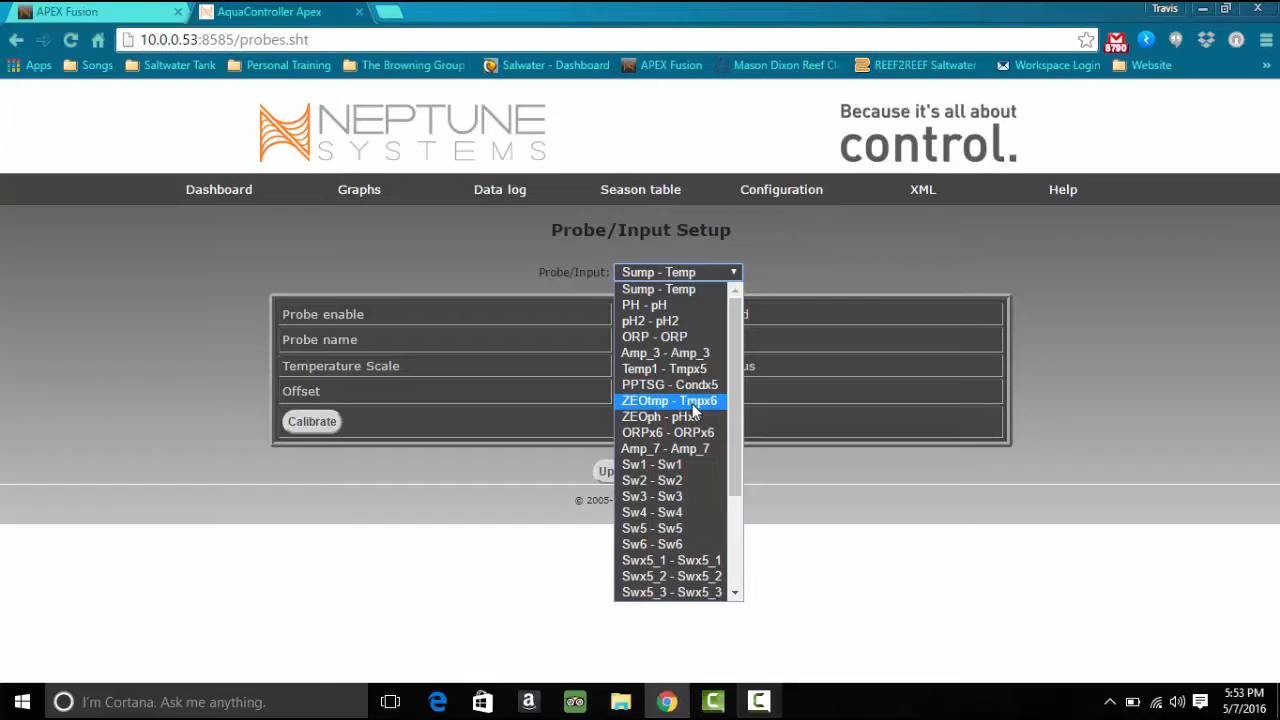 APEX Fusion
AquaController Apex
Travis
10.0.0.53:8585/probes.sht
8790
Apps Songs Saltwater Tank Personal Training The Browning Group Salwater - Dashboard APEX Fusion Mason Dixon Reef REEF2REEF Saltwater Workspace Login Website
NEPTUNE
SYSTEMS
Because it's all about
control.
Dashboard Graphs Data log Season table Configuration XML Help
Probe/Input Setup
Probe/Input: Sump - Temp
Sump - Temp
PH - pH
pH2 - pH2
ORP - ORP
Amp_3 - Amp_3
Temp1 - Tmpx5
PPTSG - Condx5
ZEOtmp - Tmpx6
ZEOph -
ORPx6 - ORPx6
Amp_7 - Amp_7
Sw1 - Sw1
Sw2 - Sw2
Sw3 - Sw3
Sw4 - Sw4
Sw5 - Sw5
Sw6 - Sw6
Swx5_1 - Swx5_1
Swx5_2 - Swx5_2
Swx5_3 - Swx5_3
Probe enable
Probe name
Temperature Scale
Offset
Calibrate
© 2005-
I'm Cortana. Ask me anything.
5:53 PM
5/7/2016